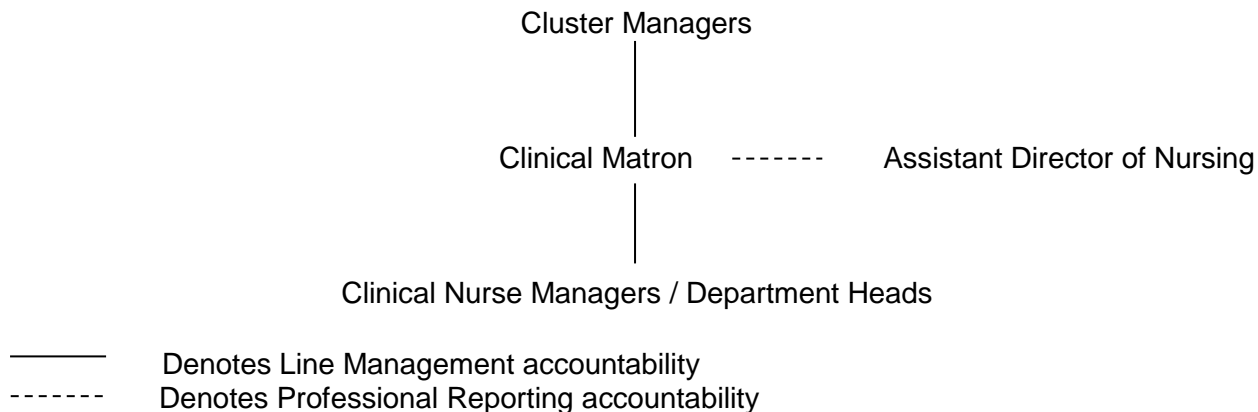 Cluster Managers
Clinical Matron Assistant Director of Nursing
Clinical Nurse Managers / Department Heads
Denotes Line Management accountability
Denotes Professional Reporting accountability